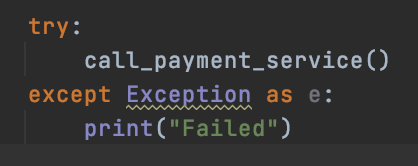 try:
    call_payment_service()
except Exception as e:
    print("Failed")